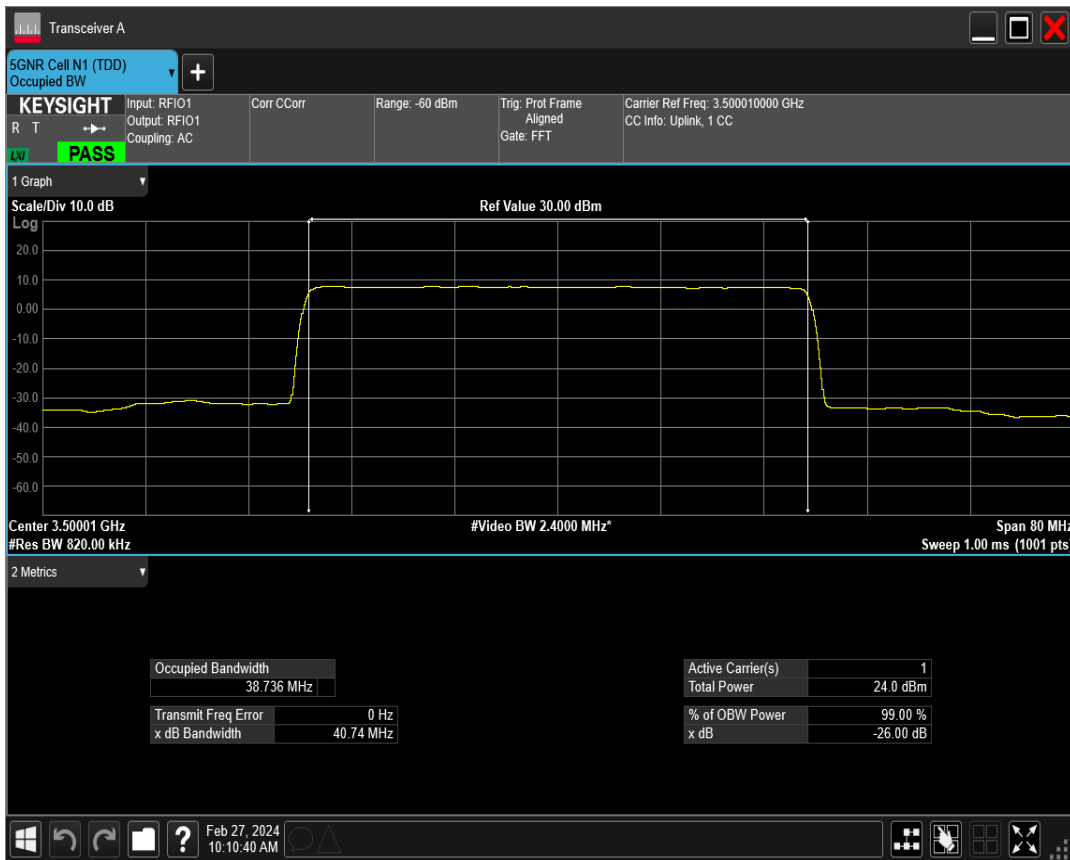 Transceiver A
5GNR Cell N1 (TDD)
Occupied BW
KEYSIGHT
R T
LXI
PASS
Input: RFIO1
Output: RFIO1
Coupling: AC
Corr CCorr
Range: -60 dBm
Trig: Prot Frame
Aligned
Gate: FFT
Carrier Ref Freq: 3.500010000 GHz
CC Info: Uplink, 1 CC
1 Graph
Scale/Div 10.0 dB
Ref Value 30.00 dBm
Log
20.0
10.0
0.00
-10.0
-20.0
-30.0
-40.0
-50.0
-60.0
Center 3.50001 GHz
#Video BW 2.4000 MHz*
Span 80 MHz
#Res BW 820.00 kHz
Sweep 1.00 ms (1001 pts)
2 Metrics
Occupied Bandwidth
38.736 MHz
Transmit Freq Error 0 Hz
x dB Bandwidth 40.74 MHz
Active Carrier(s) 1
Total Power 24.0 dBm
% of OBW Power 99.00 %
x dB -26.00 dB
Feb 27, 2024
10:10:40 AM